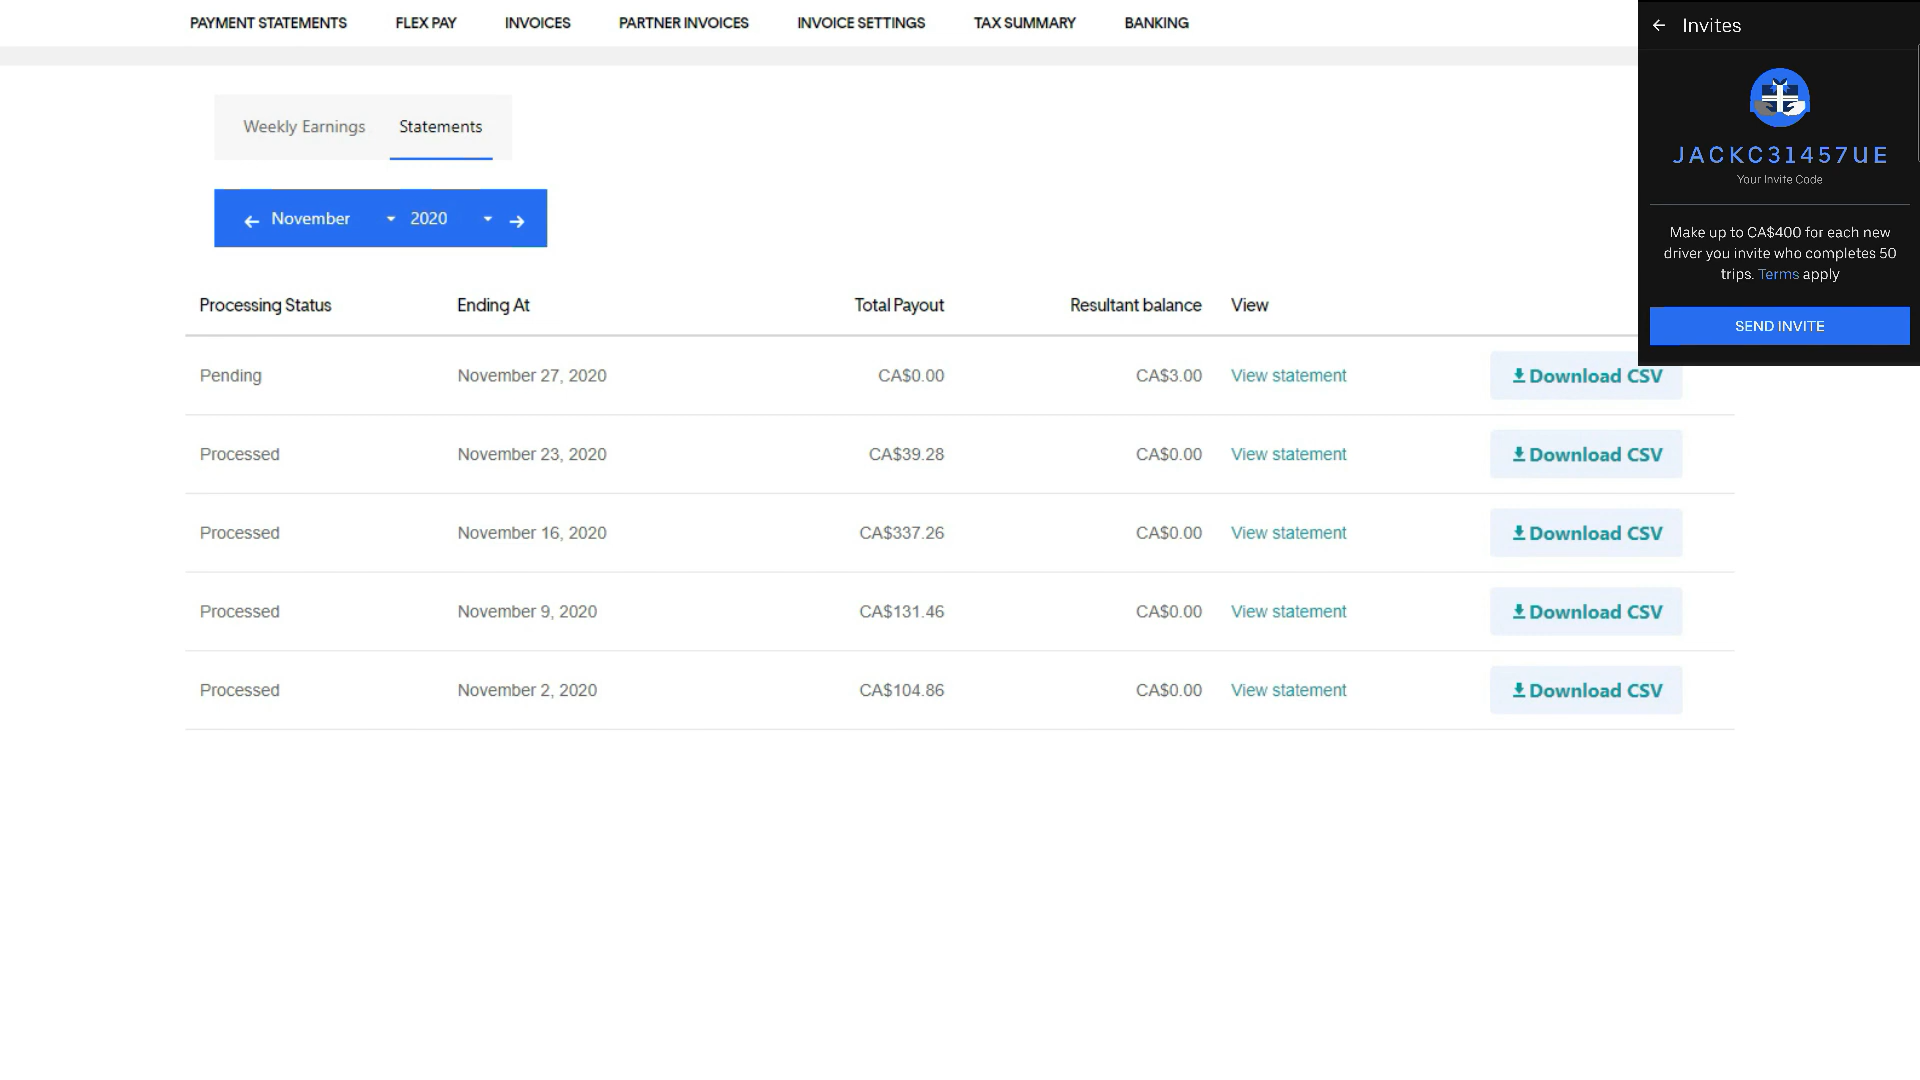 PAYMENT STATEMENTS FLEX PAY INVOICES PARTNER INVOICES INVOICE SETTINGS TAX SUMMARY BANKING
Weekly Earnings Statements
November 2020
Processing Status Ending At Total Payout Resultant balance View
Pending November 27, 2020 CA$0.00 CA$3.00 View statement Download CSV
Processed November 23, 2020 CA$39.28 CA$0.00 View statement Download CSV
Processed November 16, 2020 CA$337.26 CA$0.00 View statement Download CSV
Processed November 9, 2020 CA$131.46 CA$0.00 View statement Download CSV
Processed November 2, 2020 CA$104.86 CA$0.00 View statement Download CSV
Invites
JACKC31457UE
Your Invite Code
Make up to CA$400 for each new
driver you invite who completes 50
trips. Terms apply
SEND INVITE